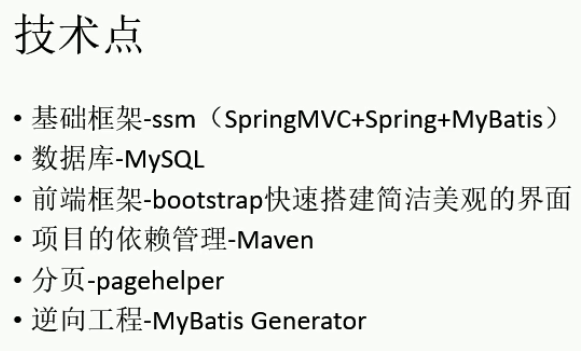 技术点
• 基础框架-ssm（SpringMVC+Spring+MyBatis）
• 数据库-MySQL
• 前端框架-bootstrap快速搭建简洁美观的界面
• 项目的依赖管理-Maven
• 分页-pagehelper
• 逆向工程-MyBatis Generator